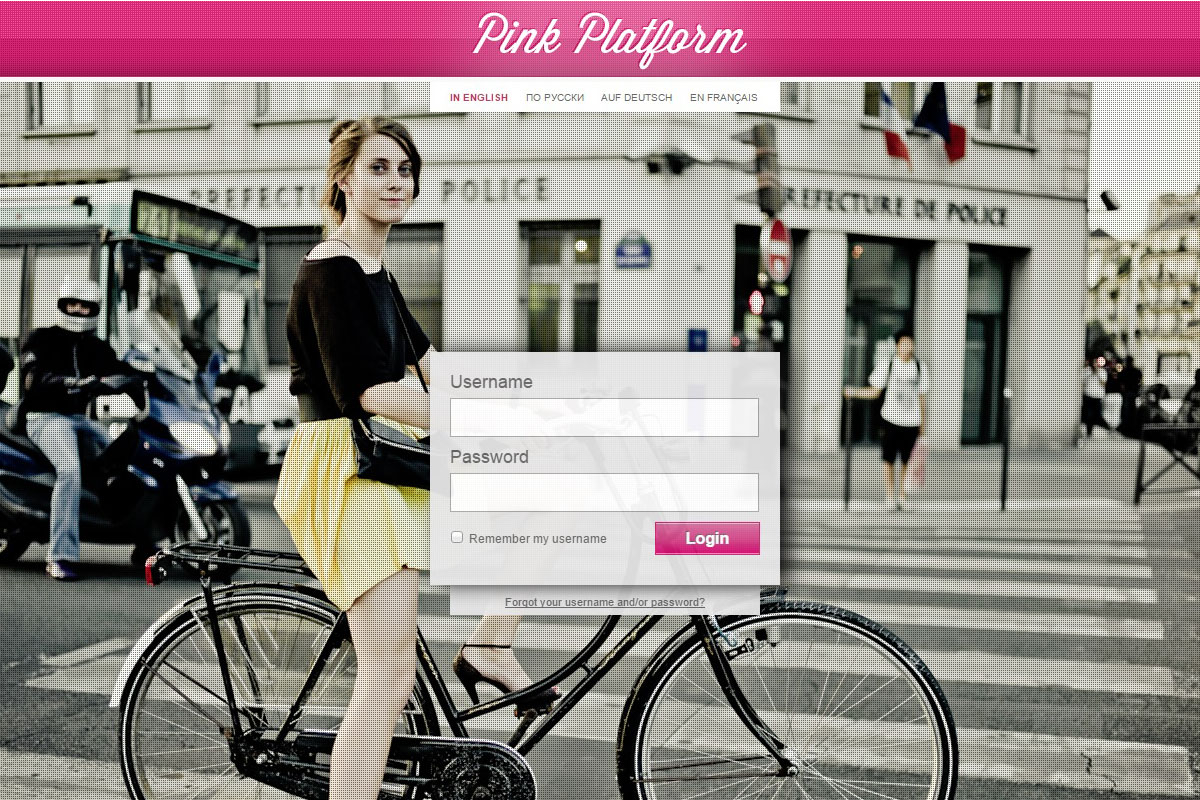 Pink Platform
IN ENGLISH ПО РУССКИ AUF DEUTSCH EN FRANÇAIS
PREFECTURE DE POLICE
POLICE
Username
Password
Remember my username
Login
Forgot your username and/or password?